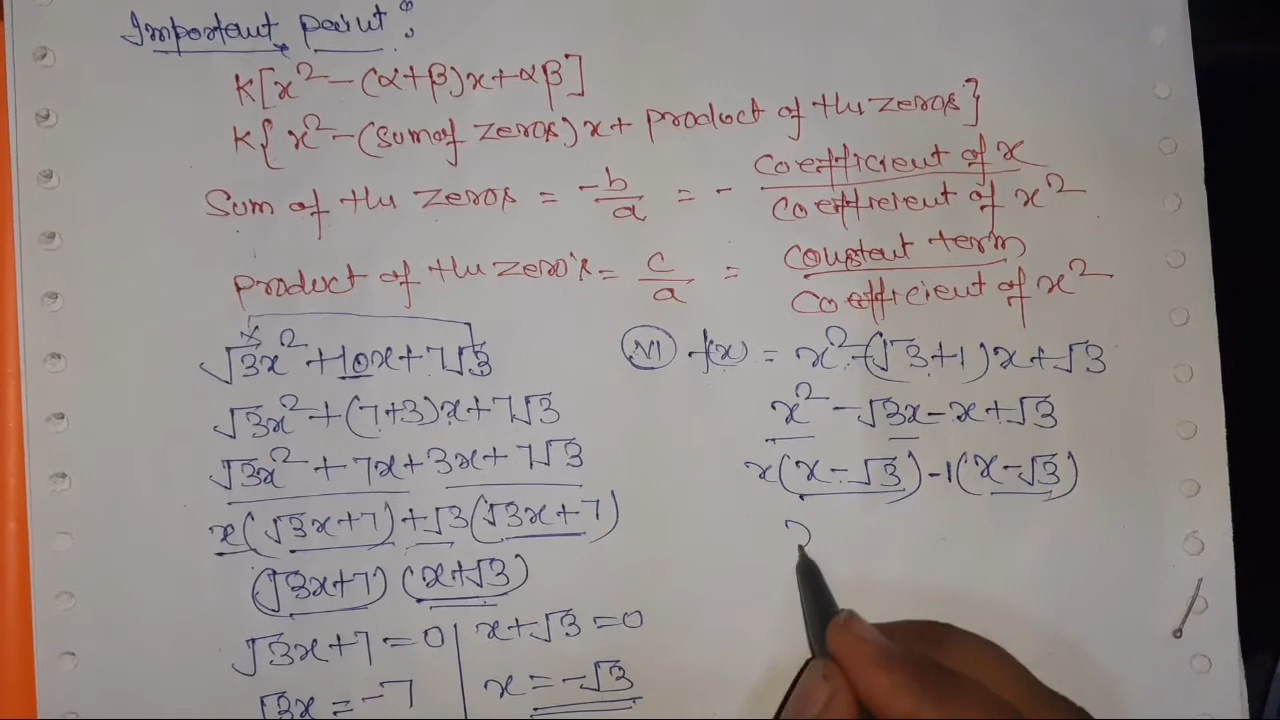 Important point :
K[x² - (α+β)x + αβ]
K{x² - (sum of zeros)x + product of the zeros}
Sum of the zeros = -b/a = - coefficient of x / coefficient of x²
product of the zero's = c/a = constant term / coefficient of x²
√3x² + 10x + 7√3
√3x² + (7+3)x + 7√3
√3x² + 7x + 3x + 7√3
x(√3x+7) + √3(√3x+7)
(√3x+7) (x+√3)
√3x+7 = 0 | x+√3 = 0
√3x = -7 | x = -√3
(VI) f(x) = x² - (√3+1)x + √3
x² - √3x - x + √3
x(x-√3) - 1(x-√3)